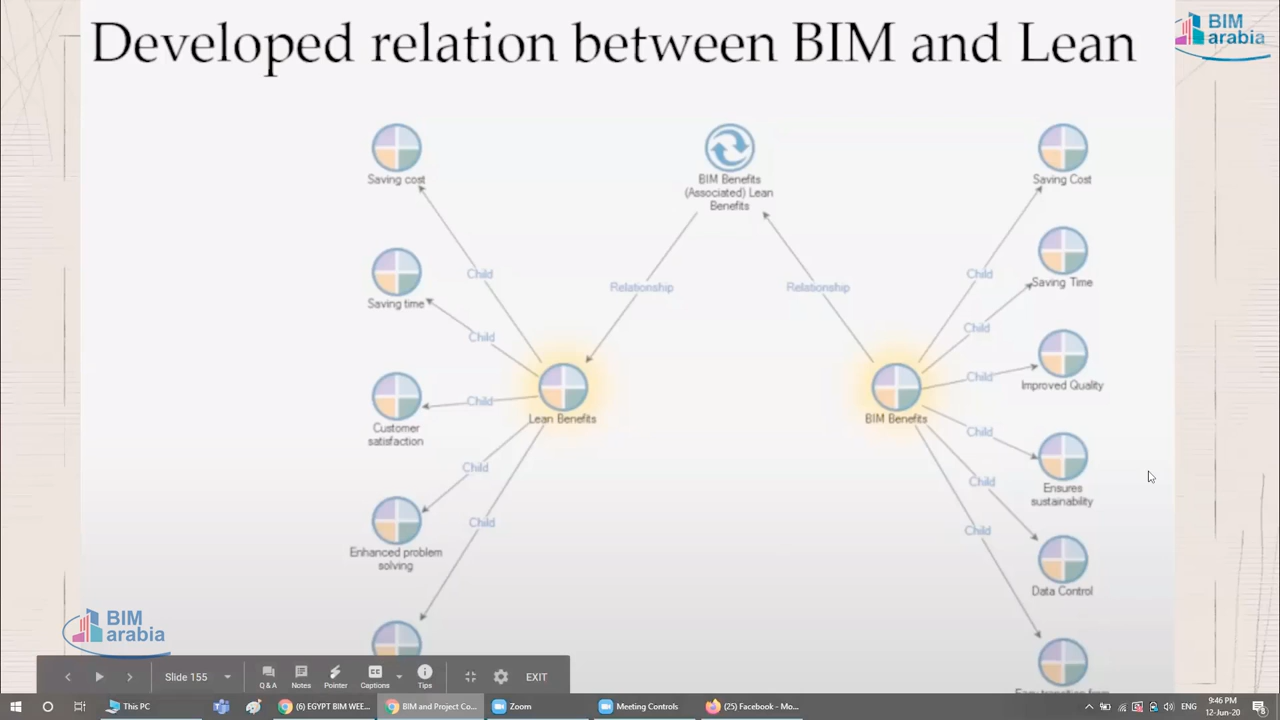 Developed relation between BIM and Lean
BIM
arabia
Saving cost
BIM Benefits
(Associated) Lean
Benefits
Saving Cost
Child
Child
Saving time
Relationship
Relationship
Saving Time
Child
Child
Child
Improved Quality
Child
Lean Benefits
BIM Benefits
Customer
satisfaction
Child
Child
Child
Ensures
sustainability
Child
Child
Enhanced problem
solving
Data Control
BIM
arabia
Slide 155
Q & A
Notes
Pointer
Captions
Tips
EXIT
This PC
(6) EGYPT BIM WEE...
BIM and Project Co...
Zoom
Meeting Controls
(25) Facebook - Mo...
ENG
9:46 PM
12-Jun-20